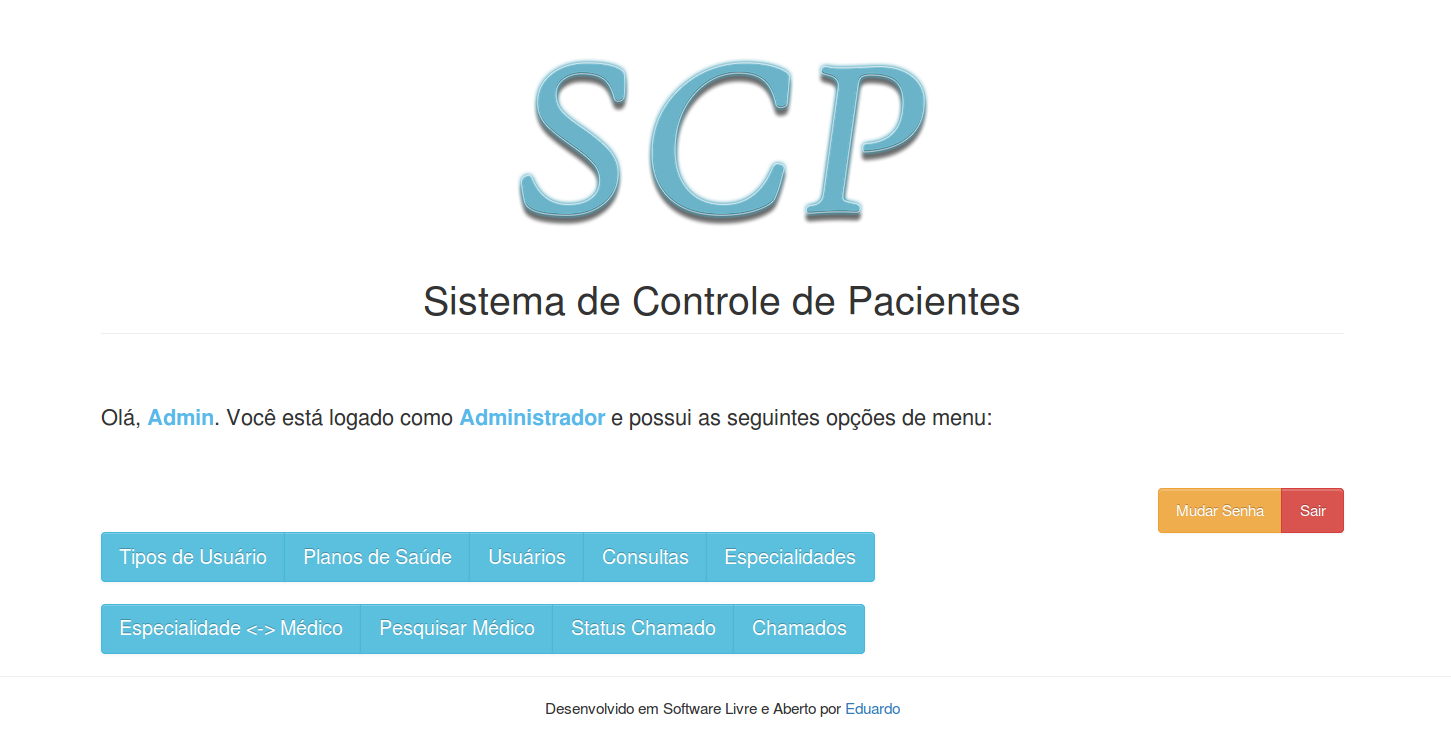 SCP
Sistema de Controle de Pacientes
Olá, Admin. Você está logado como Administrador e possui as seguintes opções de menu:
Mudar Senha Sair
Tipos de Usuário Planos de Saúde Usuários Consultas Especialidades
Especialidade <-> Médico Pesquisar Médico Status Chamado Chamados
Desenvolvido em Software Livre e Aberto por Eduardo